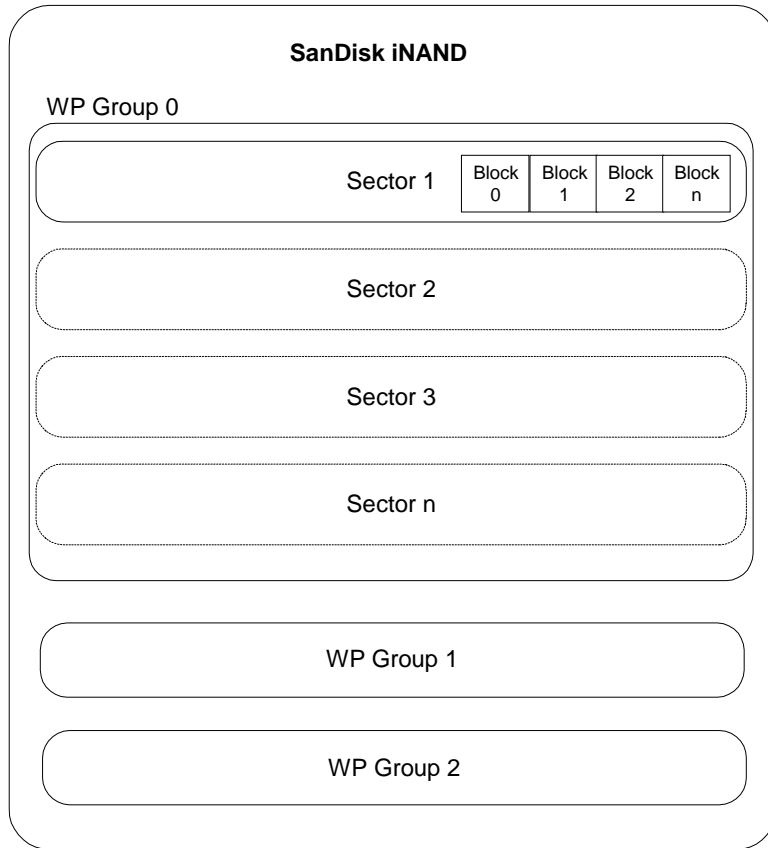 SanDisk iNAND
WP Group 0
Sector 1
Block Block Block Block
0 1 2 n
Sector 2
Sector 3
Sector n
WP Group 1
WP Group 2